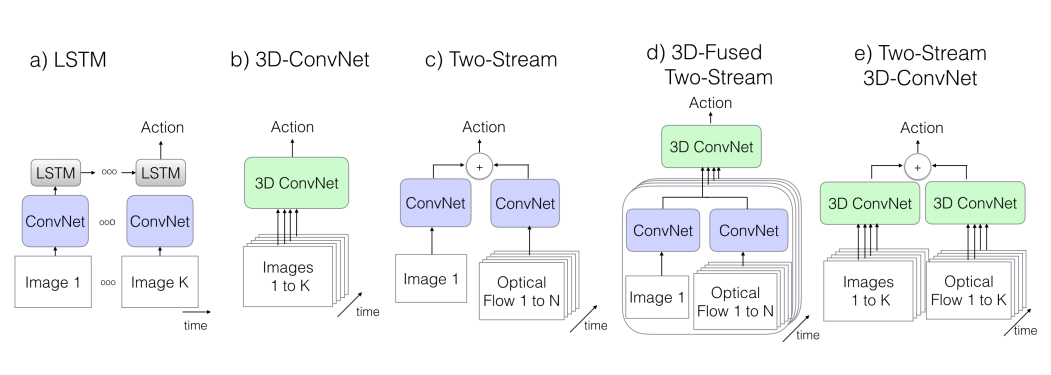 a) LSTM
Action
LSTM
ooo
LSTM
ConvNet
ooo
ConvNet
Image 1
ooo
Image K
time
b) 3D-ConvNet
Action
3D ConvNet
Images
1 to K
time
c) Two-Stream
Action
+
ConvNet
ConvNet
Image 1
Optical
Flow 1 to N
time
d) 3D-Fused
Two-Stream
Action
3D ConvNet
ConvNet
ConvNet
Image 1
Optical
Flow 1 to N
time
e) Two-Stream
3D-ConvNet
Action
+
3D ConvNet
3D ConvNet
Images
1 to K
Optical
Flow 1 to K
time